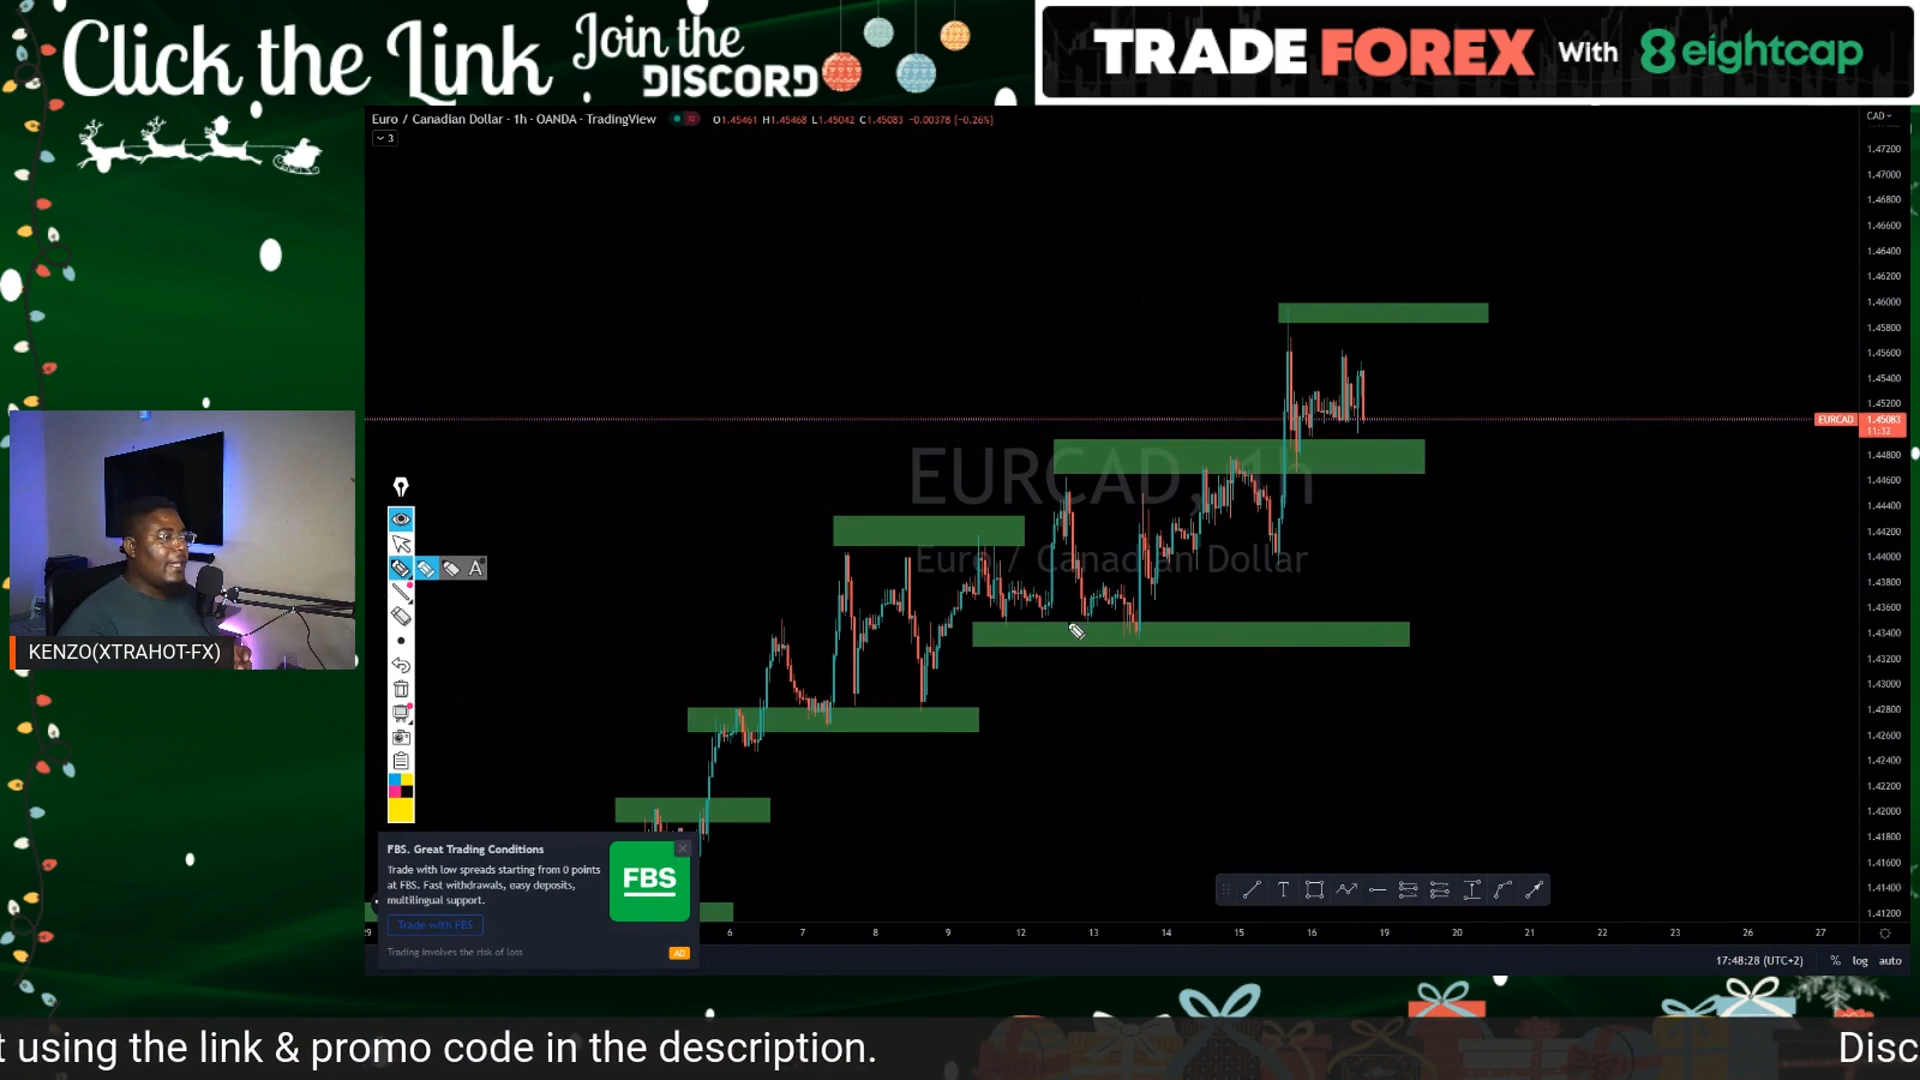 Click the Link
Join the
DISCORD
TRADE FOREX With 8 eightcap
Euro / Canadian Dollar · 1h · OANDA · TradingView
O1.45461 H1.45468 L1.45042 C1.45083 −0.00378 (−0.26%)
3
CAD
1.47200
1.47000
1.46800
1.46600
1.46400
1.46200
1.46000
1.45800
1.45600
1.45400
1.45200
EURCAD 1.45083
11:32
1.44800
1.44600
1.44400
1.44200
1.44000
1.43800
1.43600
1.43400
1.43200
1.43000
1.42800
1.42600
1.42400
1.42200
1.42000
1.41800
1.41600
1.41400
1.41200
EURCAD, 1h
Euro / Canadian Dollar
A
KENZO(XTRAHOT-FX)
FBS. Great Trading Conditions
Trade with low spreads starting from 0 points
at FBS. Fast withdrawals, easy deposits,
multilingual support.
Trade with FBS
Trading involves the risk of loss
FBS
AD
T
29 6 7 8 9 12 13 14 15 16 19 20 21 22 23 26 27
17:48:28 (UTC+2) % log auto
t using the link & promo code in the description.
Disc